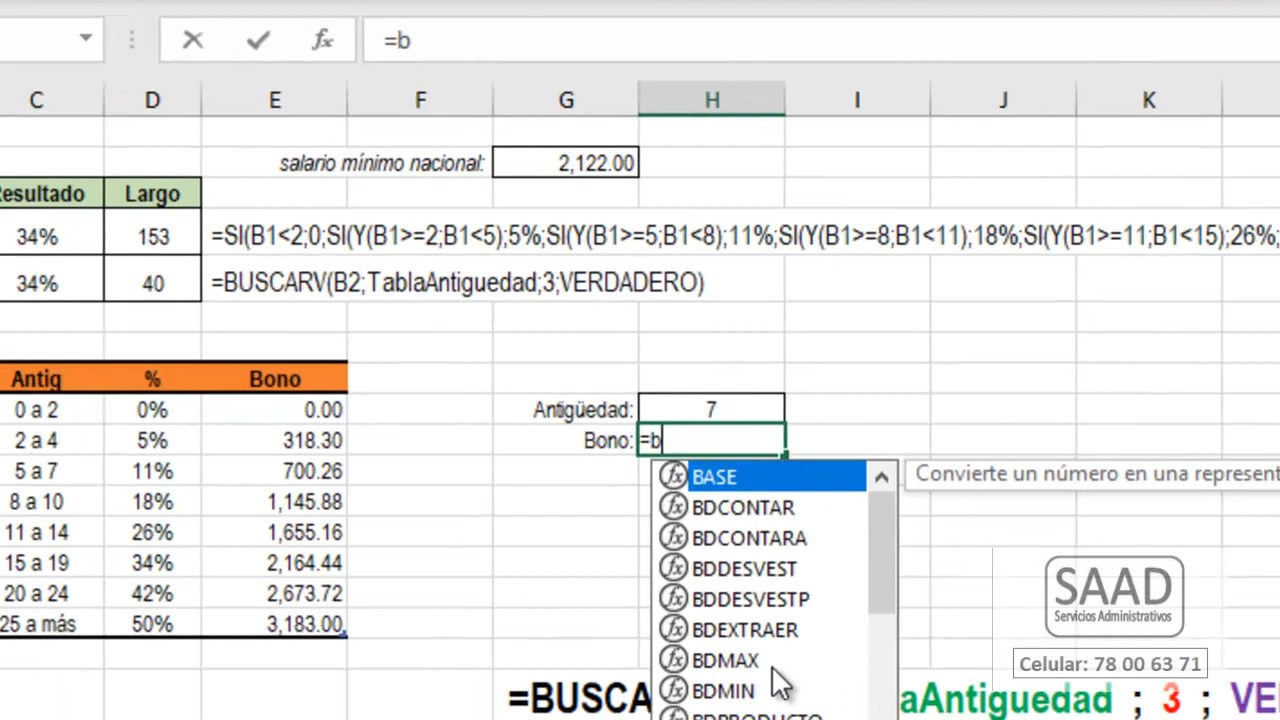 =b
C D E F G H I J K
salario mínimo nacional: 2,122.00
Resultado Largo
34% 153 =SI(B1<2;0;SI(Y(B1>=2;B1<5);5%;SI(Y(B1>=5;B1<8);11%;SI(Y(B1>=8;B1<11);18%;SI(Y(B1>=11;B1<15);26%;
34% 40 =BUSCARV(B2;TablaAntiguedad;3;VERDADERO)
Antig % Bono
0 a 2 0% 0.00 Antigüedad: 7
2 a 4 5% 318.30 Bono: =b
5 a 7 11% 700.26 BASE Convierte un número en una represent
8 a 10 18% 1,145.88 BDCONTAR
11 a 14 26% 1,655.16 BDCONTARA
15 a 19 34% 2,164.44 BDDESVEST
20 a 24 42% 2,673.72 BDDESVESTP
25 a más 50% 3,183.00 BDEXTRAER
BDMAX
BDMIN
BDPRODUCTO
SAAD
Servicios Administrativos
Celular: 78 00 63 71
=BUSCA aAntiguedad ; 3 ; VE